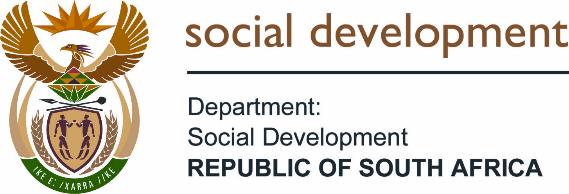 social development
Department:
Social Development
REPUBLIC OF SOUTH AFRICA
!KE E: /XARRA //KE